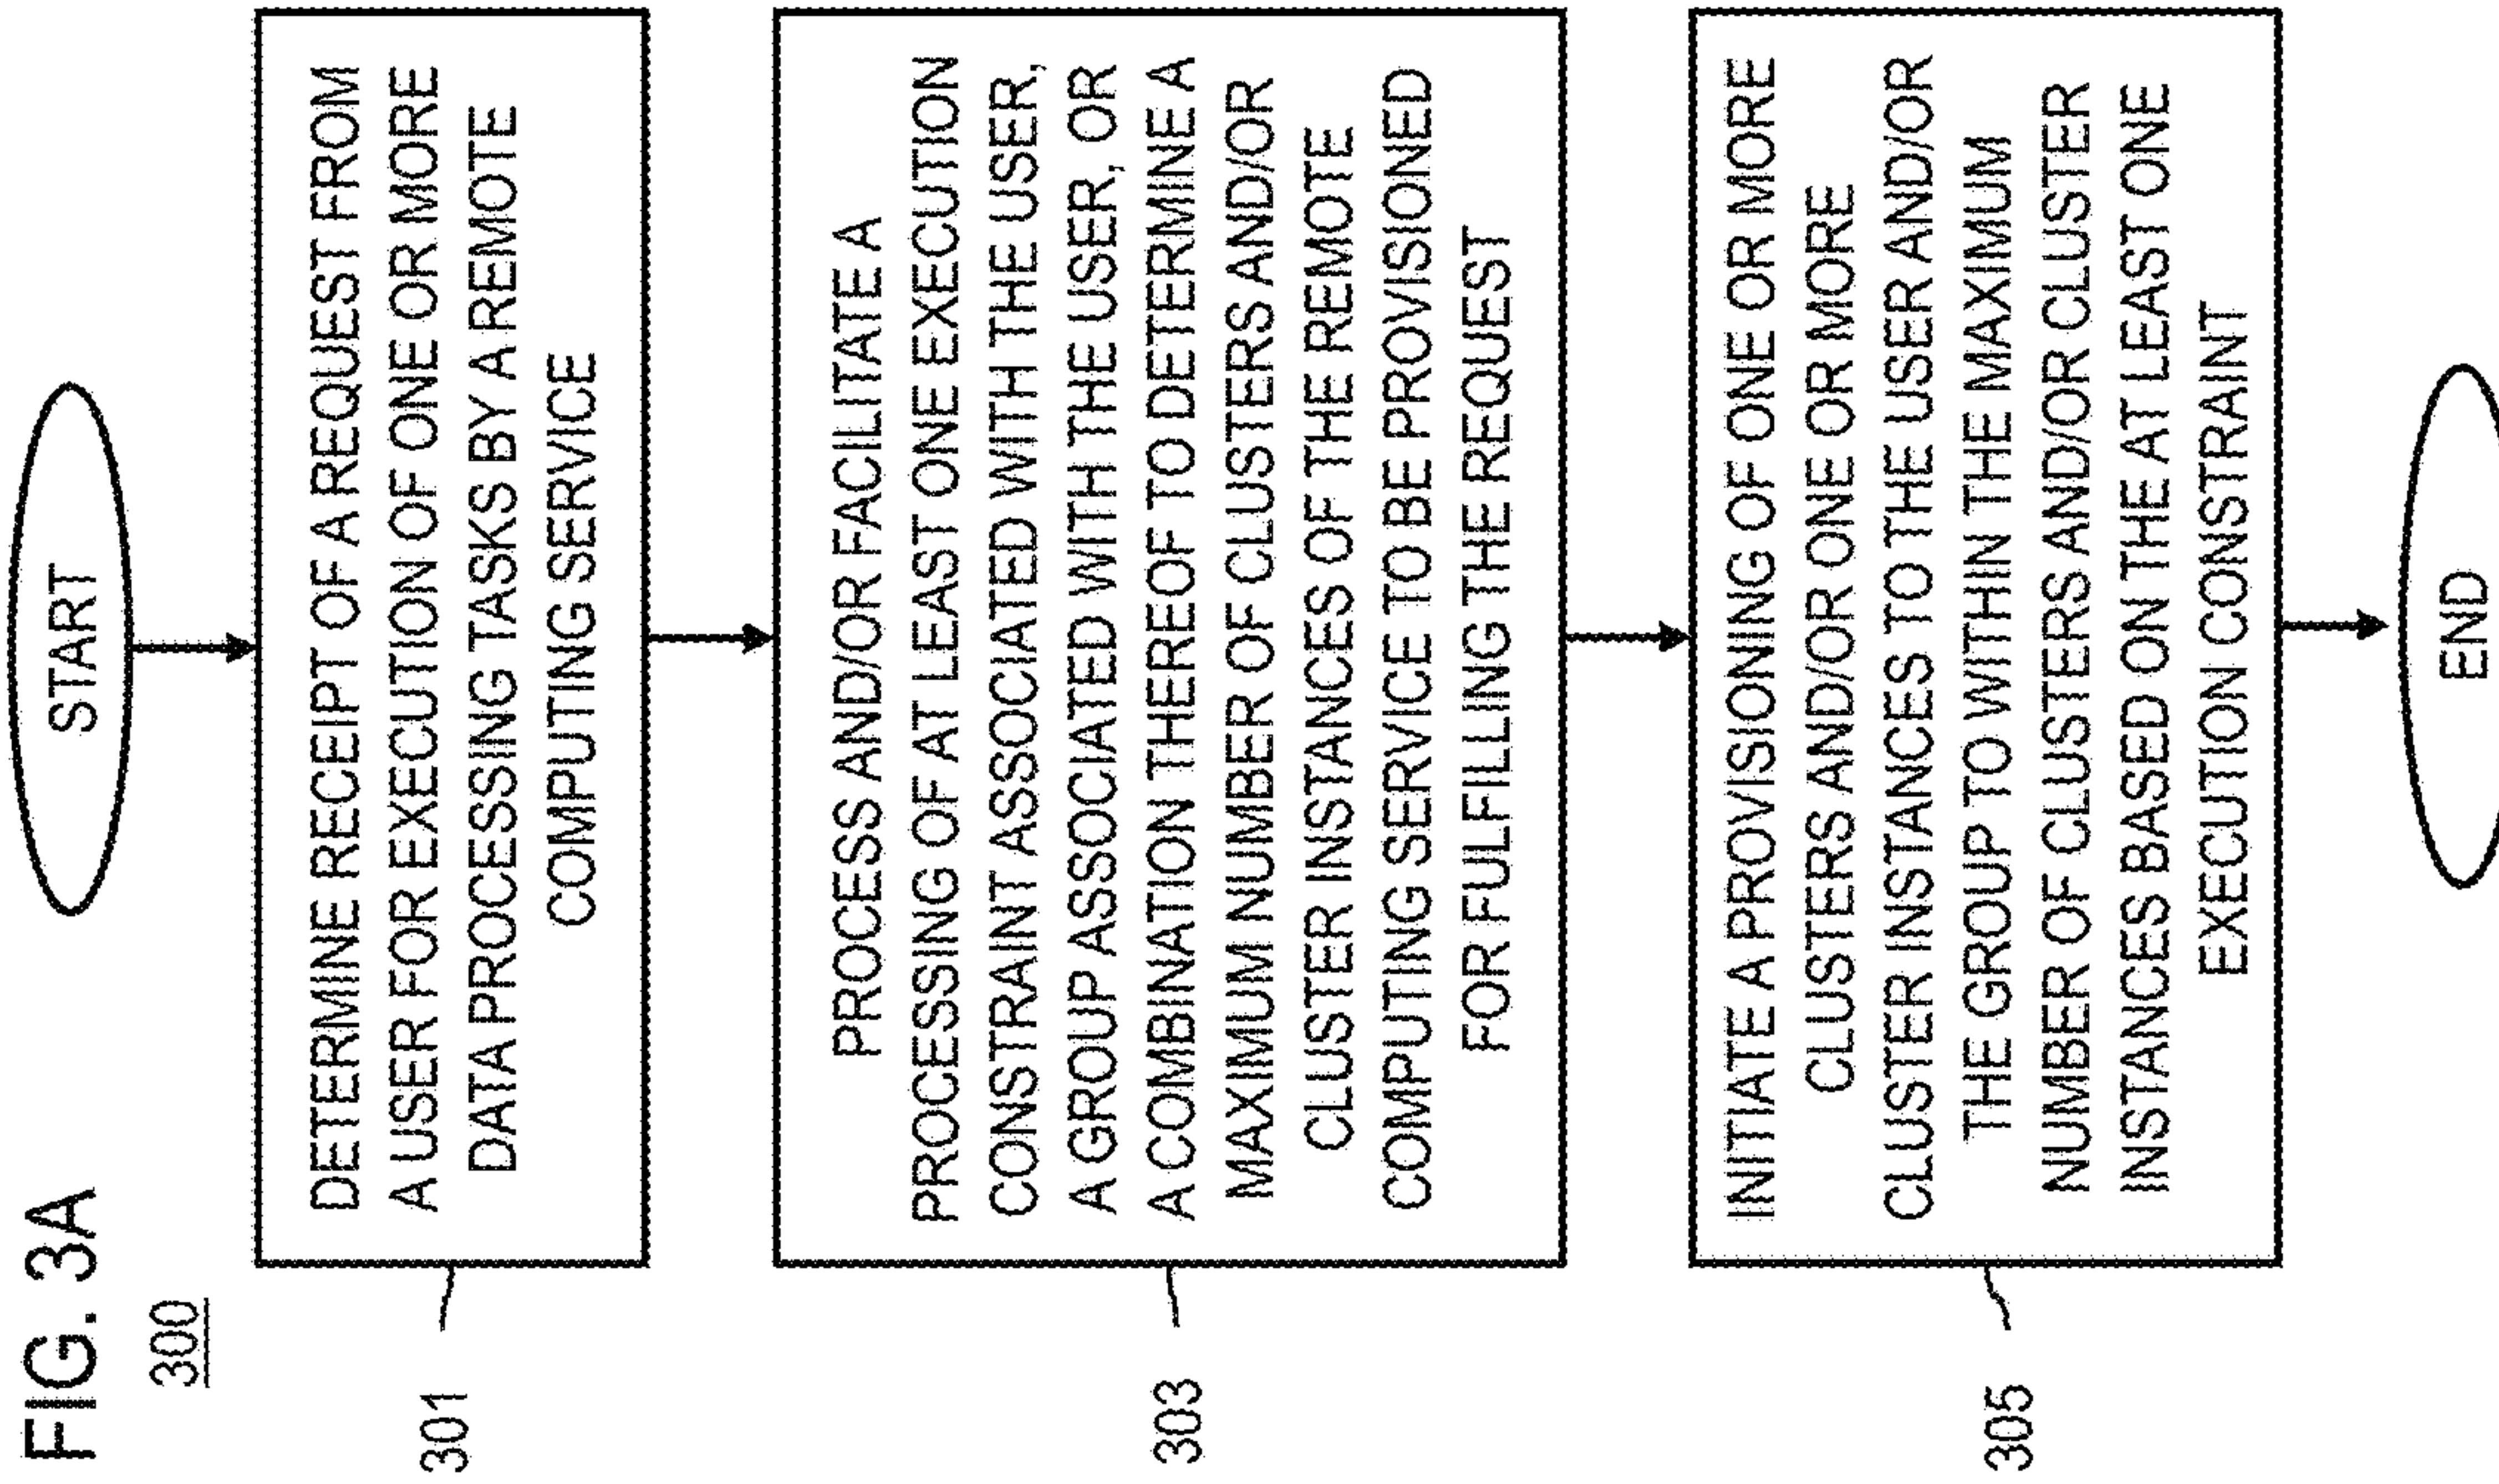 FIG. 3A
300
START
301
DETERMINE RECEIPT OF A REQUEST FROM
A USER FOR EXECUTION OF ONE OR MORE
DATA PROCESSING TASKS BY A REMOTE
COMPUTING SERVICE
303
PROCESS AND/OR FACILITATE A
PROCESSING OF AT LEAST ONE EXECUTION
CONSTRAINT ASSOCIATED WITH THE USER,
A GROUP ASSOCIATED WITH THE USER, OR
A COMBINATION THEREOF TO DETERMINE A
MAXIMUM NUMBER OF CLUSTERS AND/OR
CLUSTER INSTANCES OF THE REMOTE
COMPUTING SERVICE TO BE PROVISIONED
FOR FULFILLING THE REQUEST
305
INITIATE A PROVISIONING OF ONE OR MORE
CLUSTERS AND/OR ONE OR MORE
CLUSTER INSTANCES TO THE USER AND/OR
THE GROUP TO WITHIN THE MAXIMUM
NUMBER OF CLUSTERS AND/OR CLUSTER
INSTANCES BASED ON THE AT LEAST ONE
EXECUTION CONSTRAINT
END